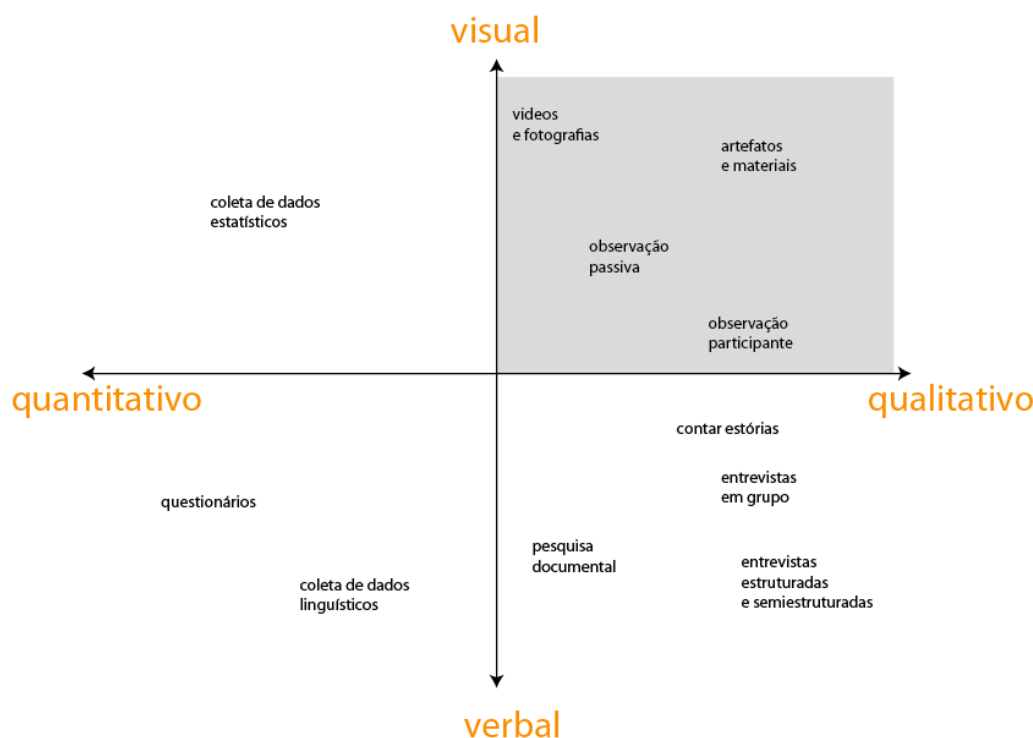 visual
videos
e fotografias
artefatos
e materiais
coleta de dados
estatísticos
observação
passiva
observação
participante
quantitativo
qualitativo
contar estórias
entrevistas
em grupo
questionários
pesquisa
documental
entrevistas
estruturadas
e semiestruturadas
coleta de dados
linguísticos
verbal